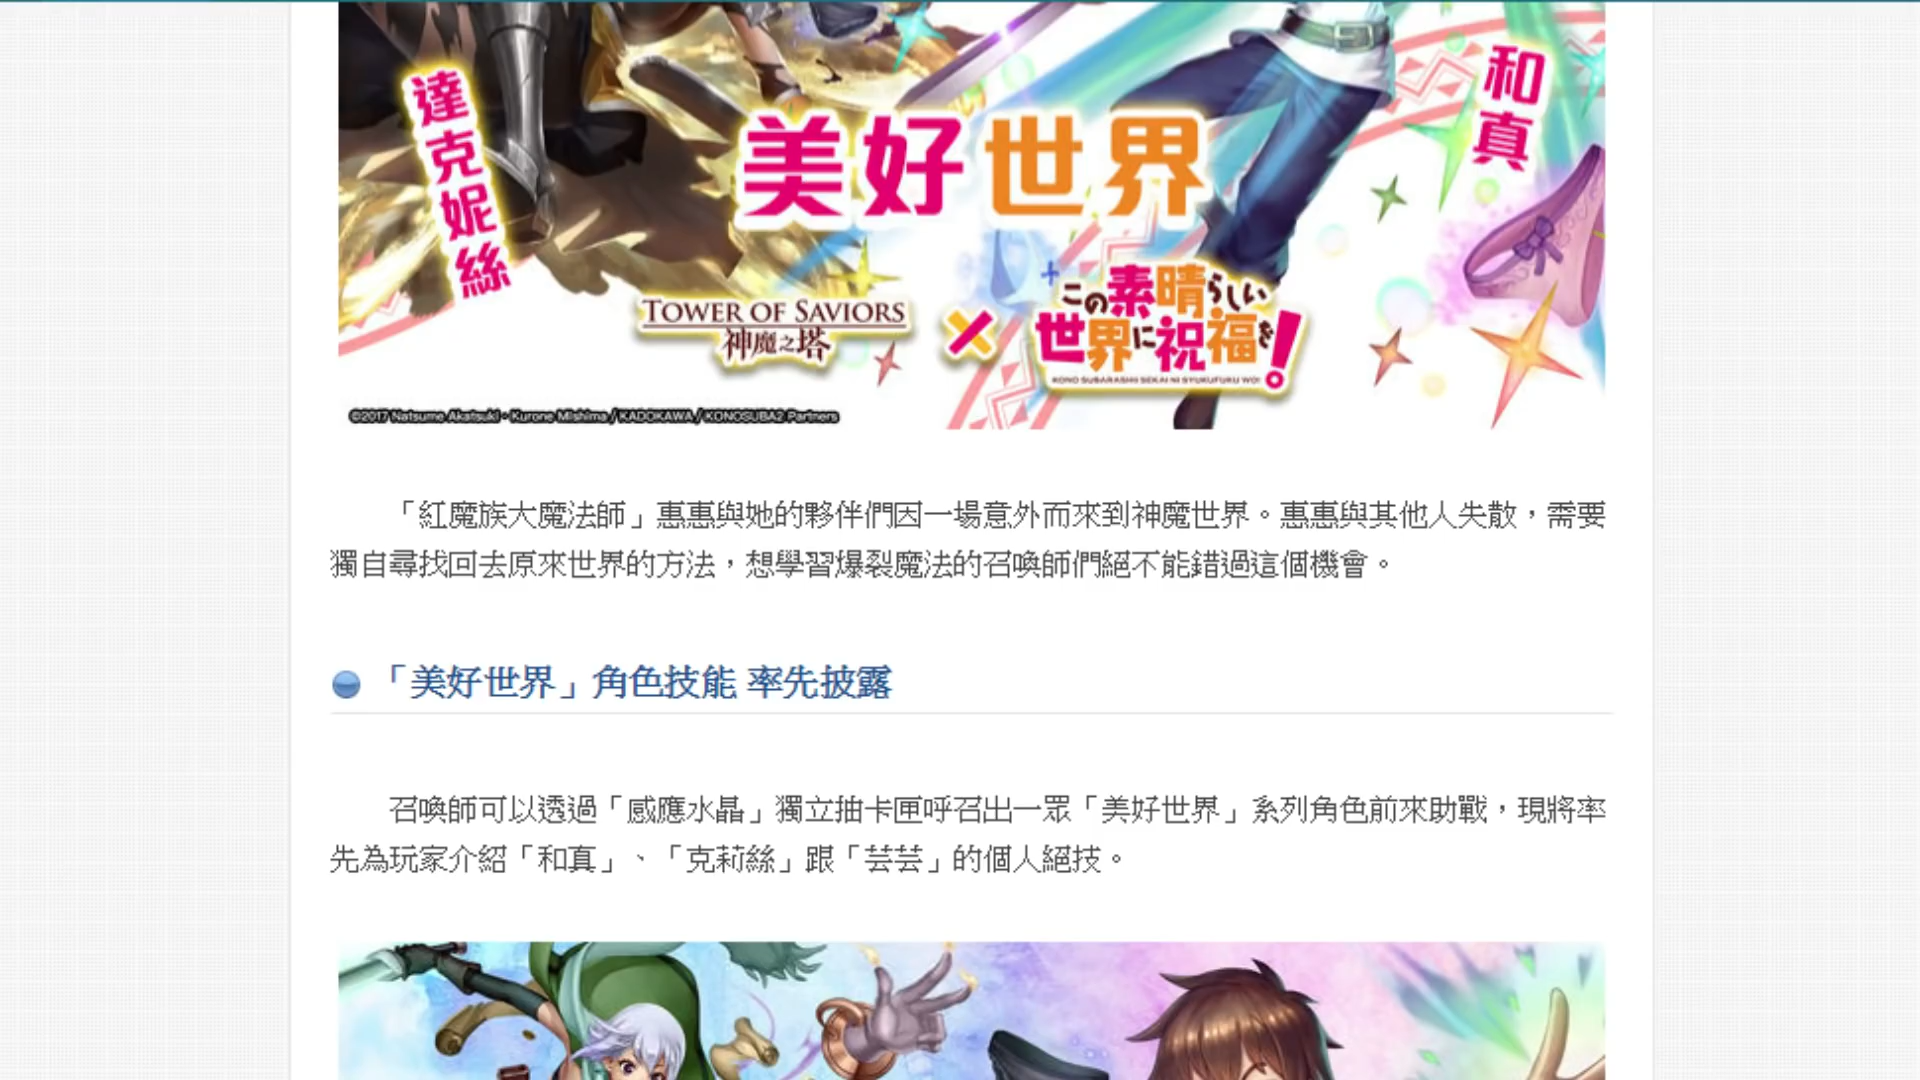 達克妮絲
和真
美好世界
TOWER OF SAVIORS
神魔之塔
×
この素晴らしい
世界に祝福を!
KONO SUBARASHII SEKAI NI SYUKUFUKU WO!
©2017 Natsume Akatsuki・Kurone Mishima / KADOKAWA / KONOSUBA2 Partners
「紅魔族大魔法師」惠惠與她的夥伴們因一場意外而來到神魔世界。惠惠與其他人失散，需要
獨自尋找回去原來世界的方法，想學習爆裂魔法的召喚師們絕不能錯過這個機會。
「美好世界」角色技能 率先披露
召喚師可以透過「感應水晶」獨立抽卡匣呼召出一眾「美好世界」系列角色前來助戰，現將率
先為玩家介紹「和真」、「克莉絲」跟「芸芸」的個人絕技。